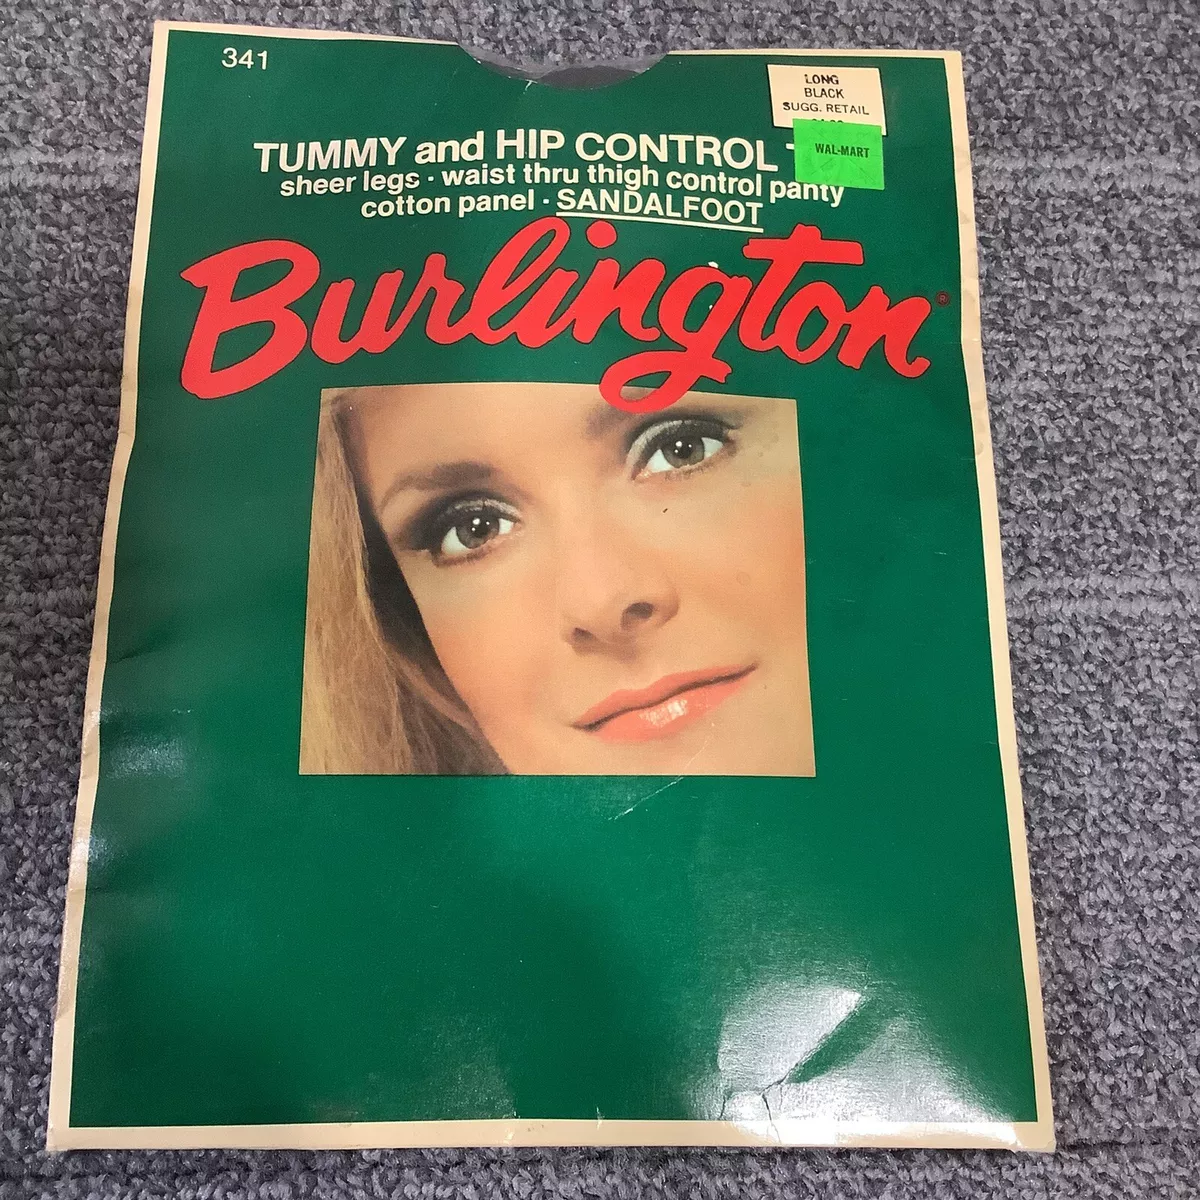 341
LONG
BLACK
SUGG. RETAIL
WAL-MART
TUMMY and HIP CONTROL
sheer legs · waist thru thigh control panty
cotton panel · SANDALFOOT
Burlington®